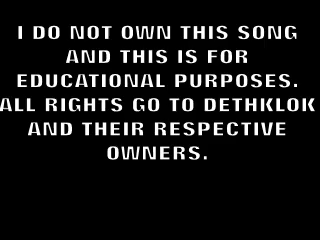 I DO NOT OWN THIS SONG
AND THIS IS FOR
EDUCATIONAL PURPOSES.
ALL RIGHTS GO TO DETHKLOK
AND THEIR RESPECTIVE
OWNERS.